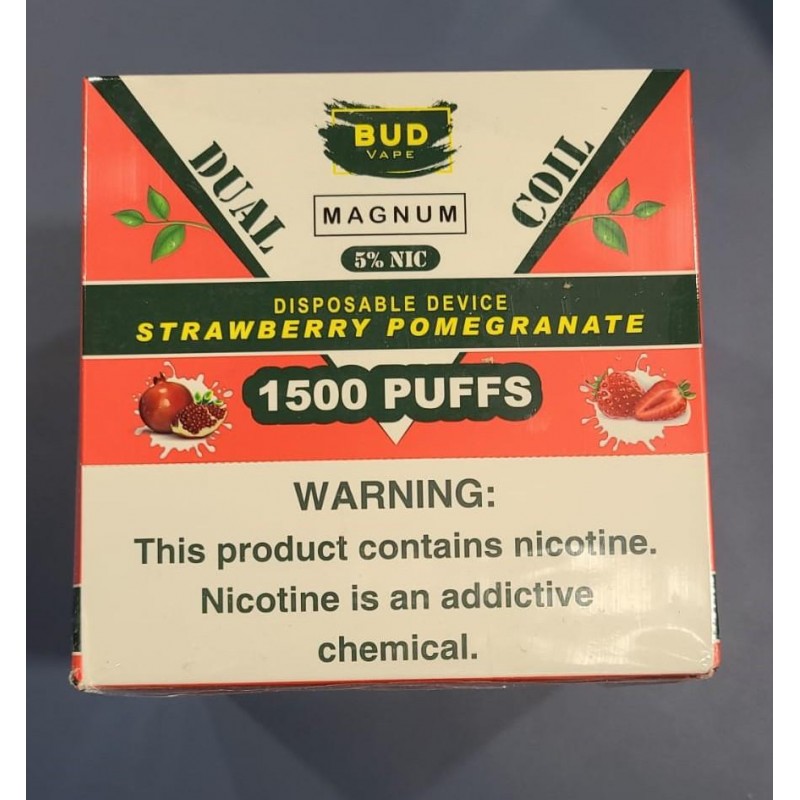 BUD
VAPE
DUAL
COIL
MAGNUM
5% NIC
DISPOSABLE DEVICE
STRAWBERRY POMEGRANATE
1500 PUFFS
WARNING:
This product contains nicotine.
Nicotine is an addictive
chemical.